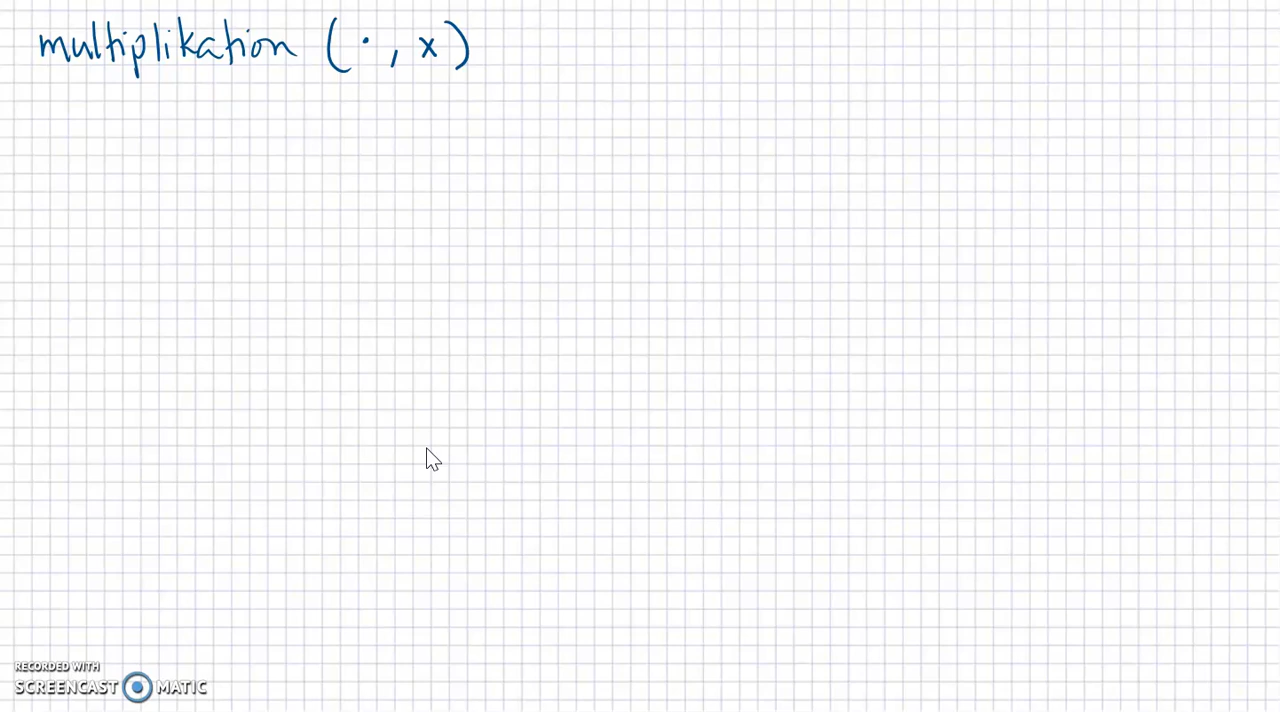 multiplikation (·, x)
RECORDED WITH
SCREENCAST MATIC